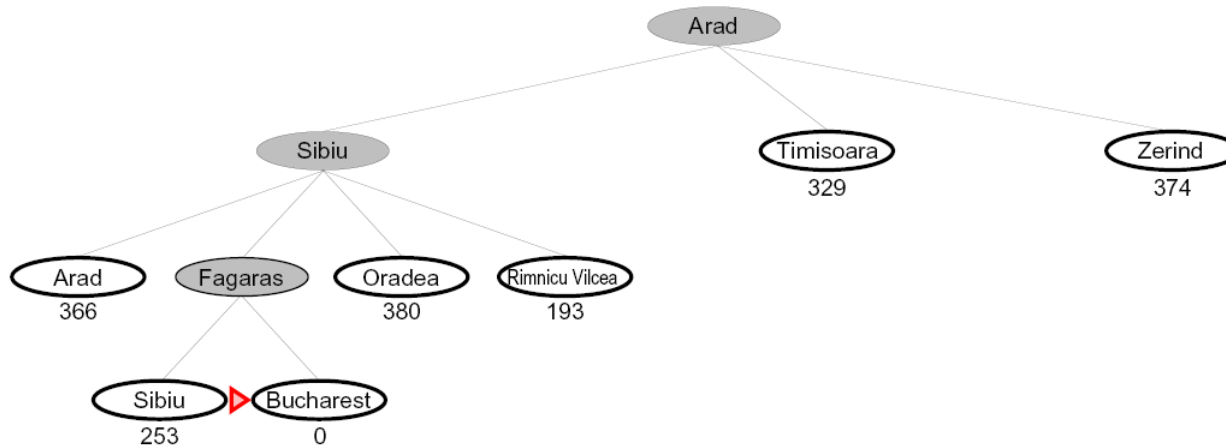 Arad
Sibiu
Timisoara
Zerind
329
374
Arad
Fagaras
Oradea
Rimnicu Vilcea
366
380
193
Sibiu
Bucharest
253
0